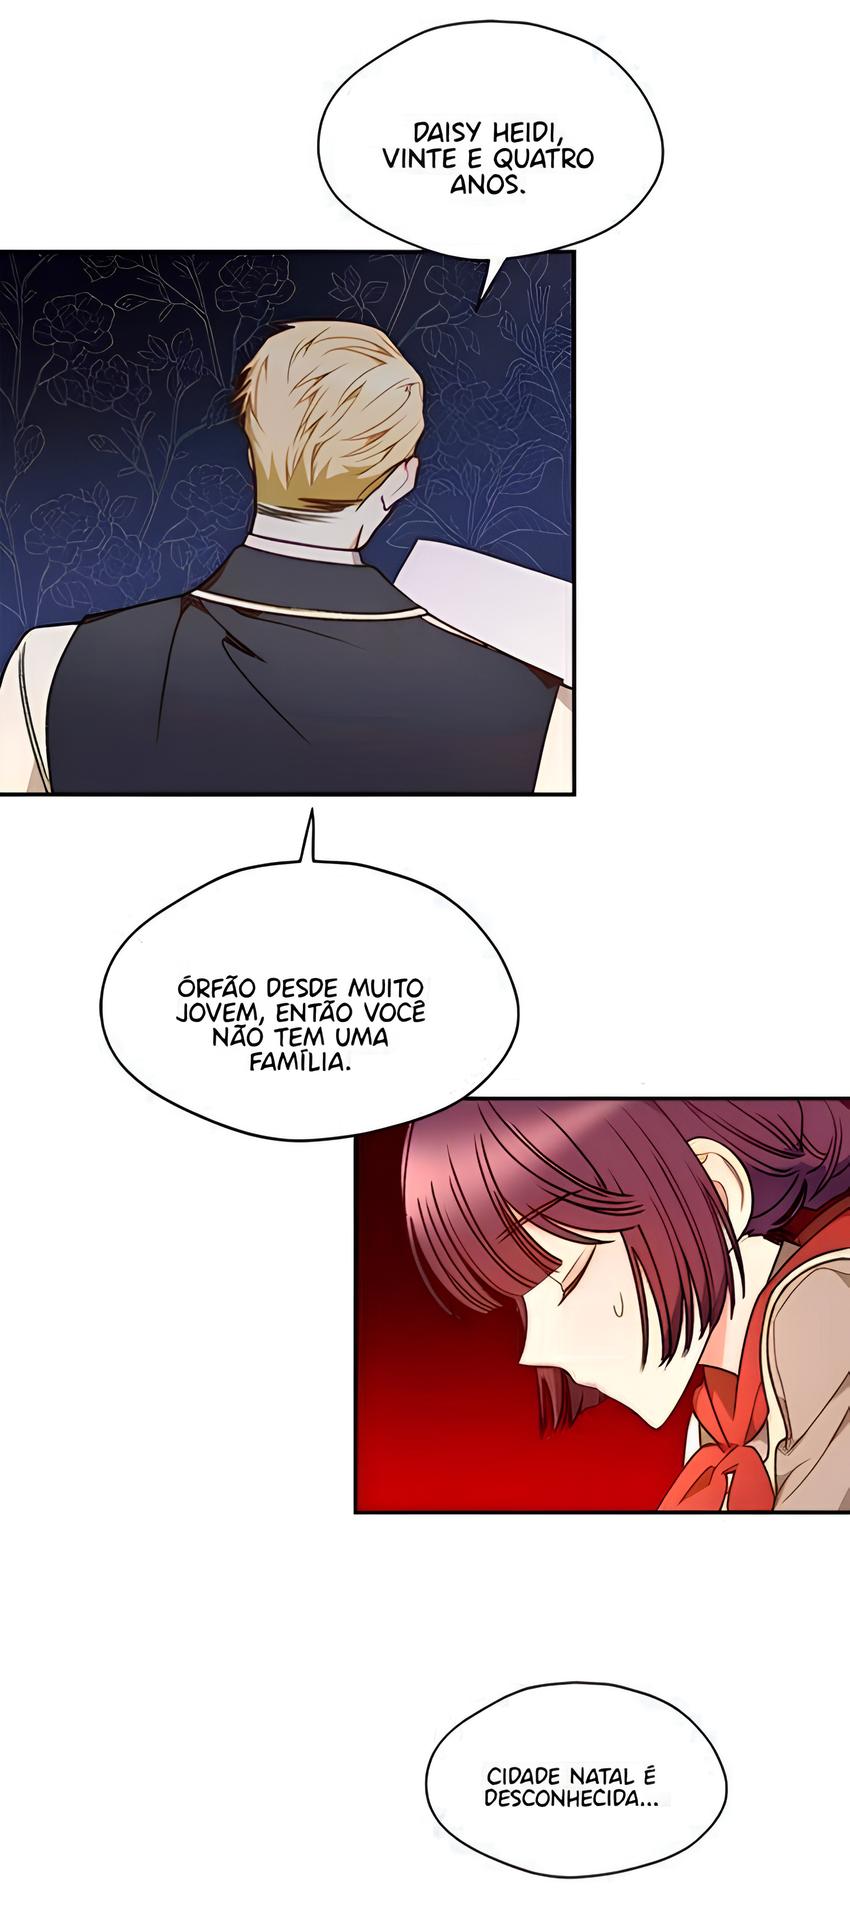 DAISY HEIDI,
VINTE E QUATRO
ANOS.
ÓRFÃO DESDE MUITO
JOVEM, ENTÃO VOCÊ
NÃO TEM UMA
FAMÍLIA.
CIDADE NATAL É
DESCONHECIDA...